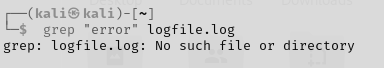 ┌──(kali㉿kali)-[~]
└─$ grep "error" logfile.log
grep: logfile.log: No such file or directory